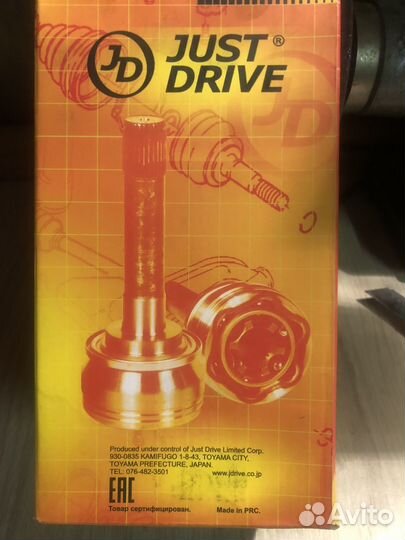 JD JUST ®
DRIVE
JD
Produced under control of Just Drive Limited Corp.
930-0835 KAMIFUGO 1-8-43, TOYAMA CITY,
TOYAMA PREFECTURE, JAPAN.
TEL: 076-482-3501
www.jdrive.co.jp
EAC
Товар сертифицирован.
Made in PRC.
Avito